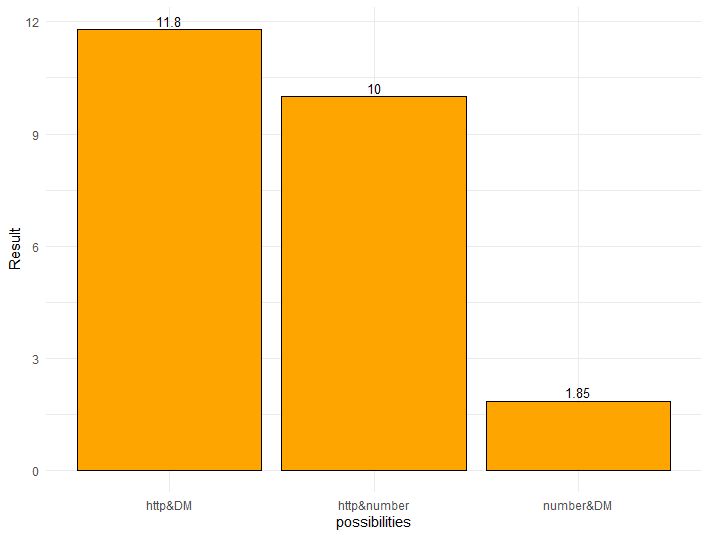 12
9
6
3
0
Result
11.8
10
1.85
http&DM
http&number
number&DM
possibilities